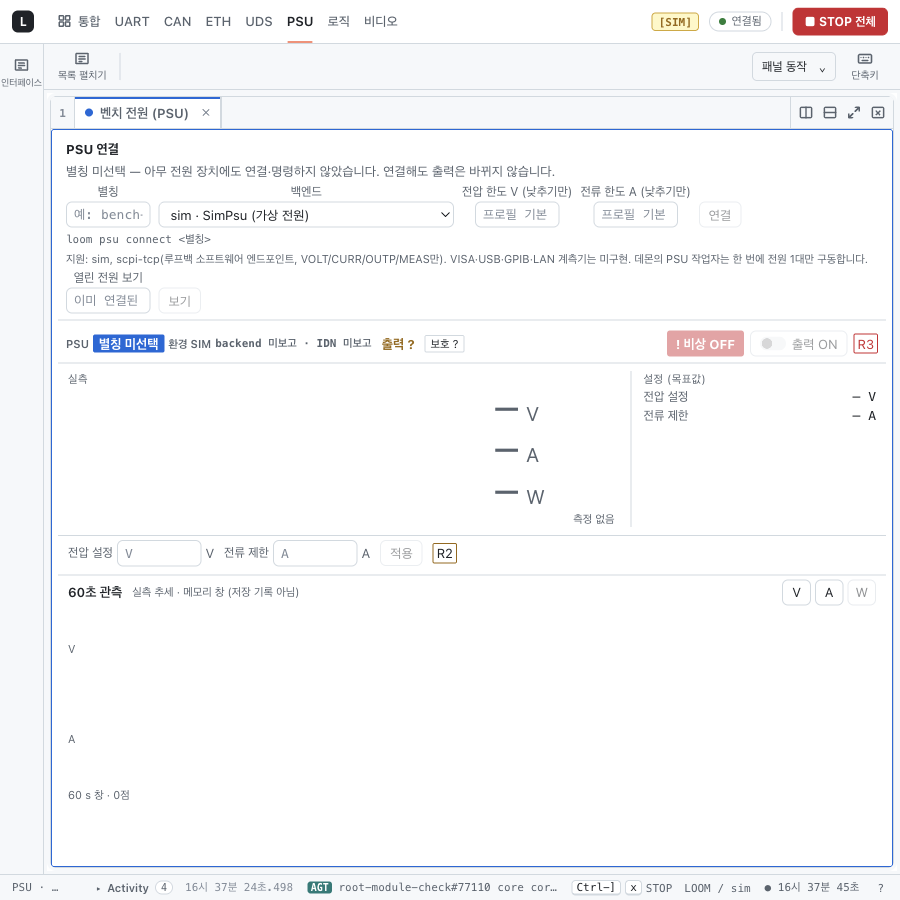 L 통합 UART CAN ETH UDS PSU 로직 비디오 [SIM] 연결됨 STOP 전체
인터페이스
목록 펼치기 패널 동작 단축키
1 벤치 전원 (PSU) ×
PSU 연결
별칭 미선택 — 아무 전원 장치에도 연결·명령하지 않았습니다. 연결해도 출력은 바뀌지 않습니다.
별칭 백엔드 전압 한도 V (낮추기만) 전류 한도 A (낮추기만)
예: bench- sim · SimPsu (가상 전원) 프로필 기본 프로필 기본 연결
loom psu connect <별칭>
지원: sim, scpi-tcp(루프백 소프트웨어 엔드포인트, VOLT/CURR/OUTP/MEAS만). VISA·USB·GPIB·LAN 계측기는 미구현. 데몬의 PSU 작업자는 한 번에 전원 1대만 구동합니다.
열린 전원 보기
이미 연결된 보기
PSU 별칭 미선택 환경 SIM backend 미보고 · IDN 미보고 출력 ? 보호 ? ! 비상 OFF 출력 ON R3
실측 설정 (목표값)
전압 설정 — V
전류 제한 — A
— V
— A
— W
측정 없음
전압 설정 V V 전류 제한 A A 적용 R2
60초 관측 실측 추세 · 메모리 창 (저장 기록 아님) V A W
V
A
60 s 창 · 0점
PSU · … ▸ Activity 4 16시 37분 24초.498 AGT root-module-check#77110 core cor… Ctrl-] x STOP LOOM / sim ● 16시 37분 45초 ?